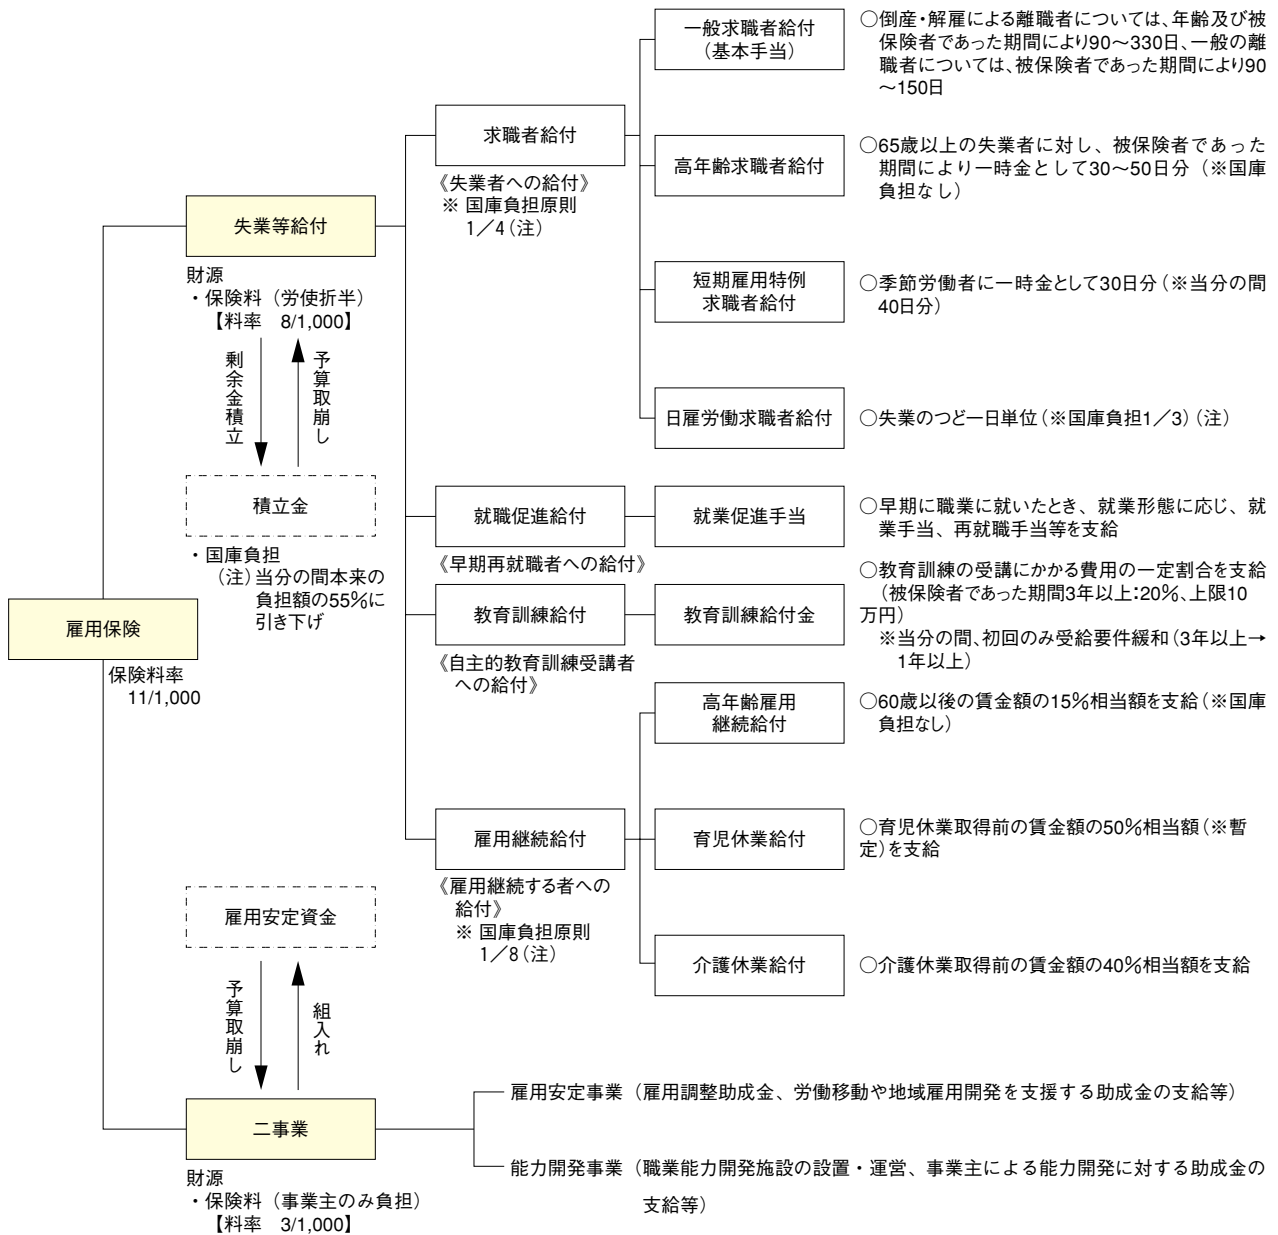 雇用保険
保険料率
11/1,000
失業等給付
財源
・保険料（労使折半）
【料率　8/1,000】
剰余金積立
予算取崩し
積立金
・国庫負担
（注）当分の間本来の
負担額の55％に
引き下げ
求職者給付
《失業者への給付》
※ 国庫負担原則
1／4（注）
一般求職者給付
（基本手当）
○倒産・解雇による離職者については、年齢及び被
保険者であった期間により90～330日、一般の離
職者については、被保険者であった期間により90
～150日
高年齢求職者給付
○65歳以上の失業者に対し、被保険者であった
期間により一時金として30～50日分（※国庫
負担なし）
短期雇用特例
求職者給付
○季節労働者に一時金として30日分（※当分の間
40日分）
日雇労働求職者給付
○失業のつど一日単位（※国庫負担1／3）（注）
就職促進給付
《早期再就職者への給付》
就業促進手当
○早期に職業に就いたとき、就業形態に応じ、就
業手当、再就職手当等を支給
教育訓練給付
《自主的教育訓練受講者
への給付》
教育訓練給付金
○教育訓練の受講にかかる費用の一定割合を支給
（被保険者であった期間3年以上：20％、上限10
万円）
※当分の間、初回のみ受給要件緩和（3年以上→
1年以上）
雇用継続給付
《雇用継続する者への
給付》
※ 国庫負担原則
1／8（注）
高年齢雇用
継続給付
○60歳以後の賃金額の15％相当額を支給（※国庫
負担なし）
育児休業給付
○育児休業取得前の賃金額の50％相当額（※暫
定）を支給
介護休業給付
○介護休業取得前の賃金額の40％相当額を支給
雇用安定資金
予算取崩し
組入れ
二事業
財源
・保険料（事業主のみ負担）
【料率　3/1,000】
雇用安定事業（雇用調整助成金、労働移動や地域雇用開発を支援する助成金の支給等）
能力開発事業（職業能力開発施設の設置・運営、事業主による能力開発に対する助成金の
支給等）